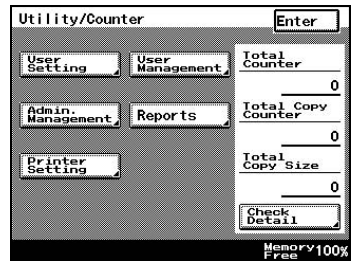 Utility/Counter
Enter
User
Setting
User
Management
Total
Counter
0
Admin.
Management
Reports
Total Copy
Counter
0
Printer
Setting
Total
Copy Size
0
Check
Detail
Memory
Free 100%